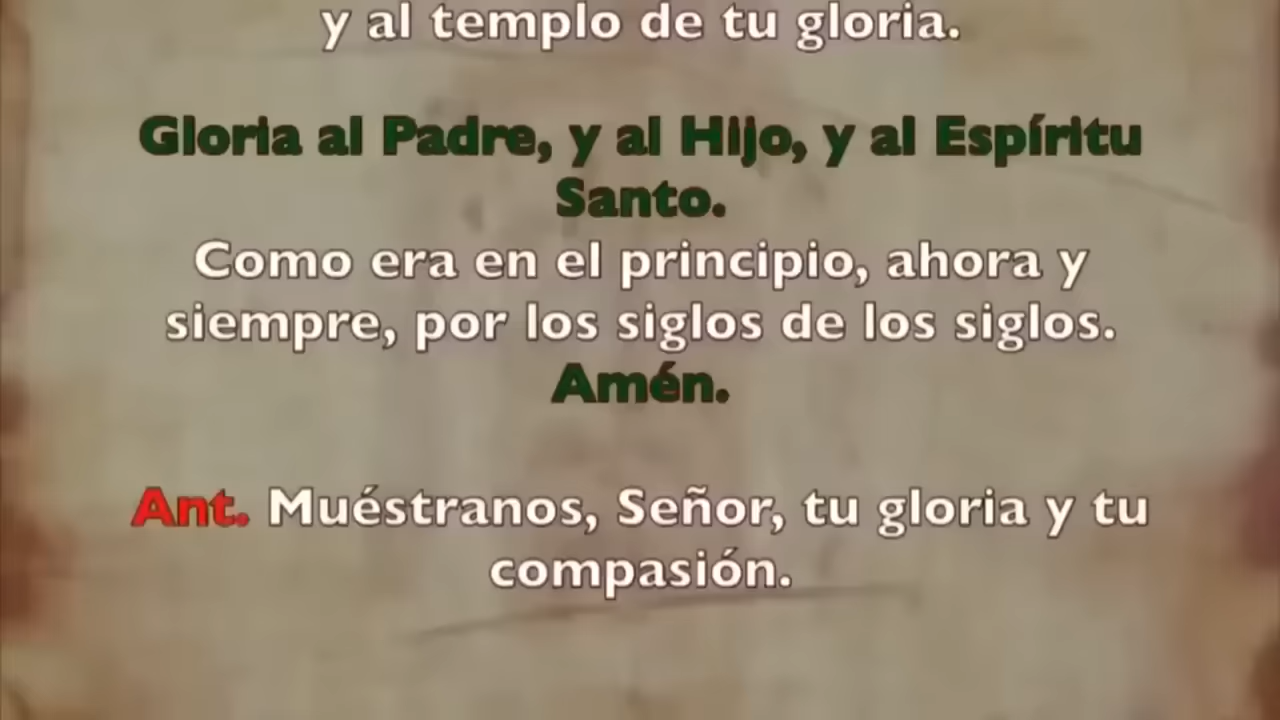 y al templo de tu gloria.
Gloria al Padre, y al Hijo, y al Espíritu
Santo.
Como era en el principio, ahora y
siempre, por los siglos de los siglos.
Amén.
Ant. Muéstranos, Señor, tu gloria y tu
compasión.